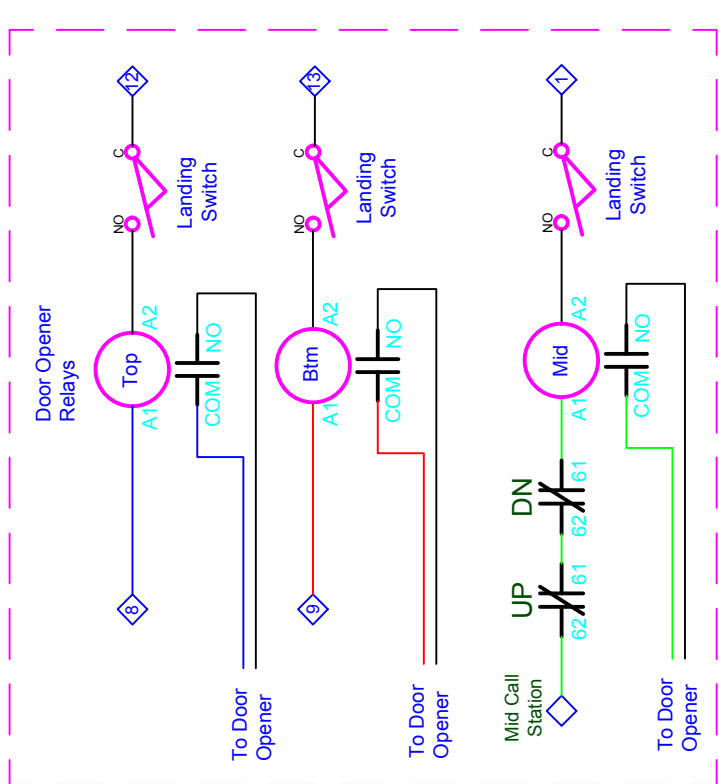 Door Opener
Relays
8
A1
Top
A2
NO
C
12
Landing
Switch
COM
NO
To Door
Opener
9
A1
Btm
A2
NO
C
13
Landing
Switch
COM
NO
To Door
Opener
Mid Call
Station
UP
62
61
DN
62
61
A1
Mid
A2
NO
C
1
Landing
Switch
COM
NO
To Door
Opener